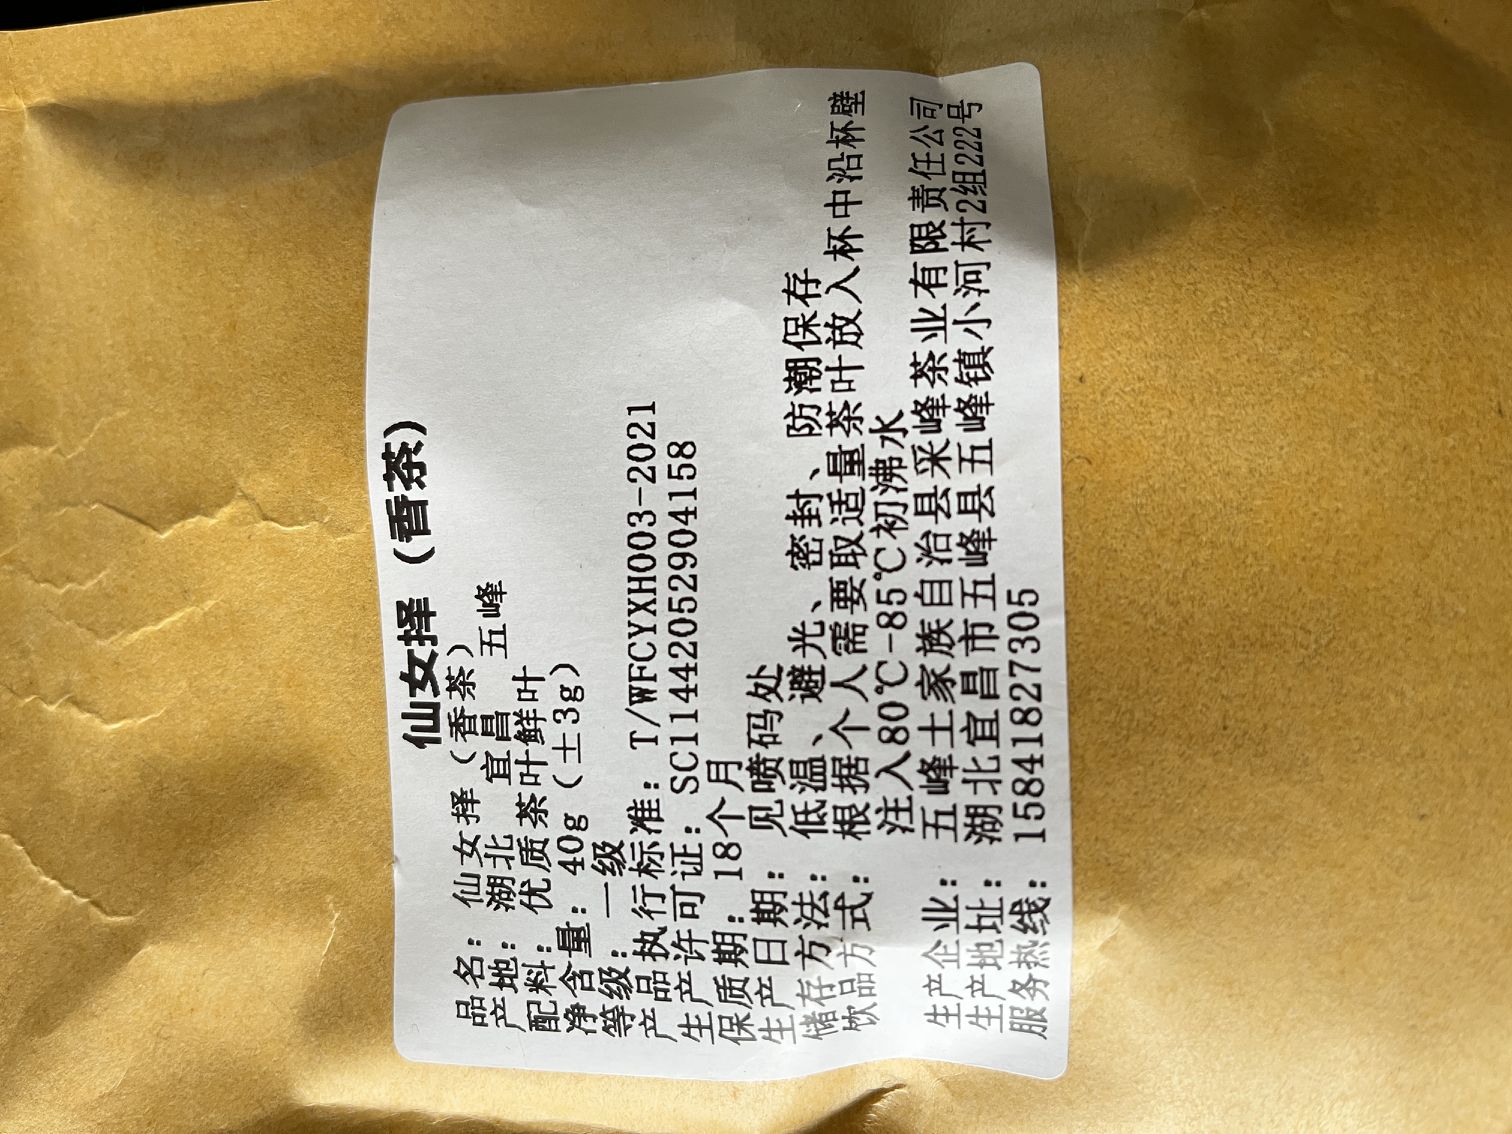 仙女择（香茶）
品名：仙女择（香茶）
产地：湖北 宜昌 五峰
配料：优质茶叶鲜叶
净含量：40g（±3g）
等级：一级
产品执行标准：T/WFCYXH003-2021
生产许可证：SC11442052904158
保质期：18个月
生产日期：见喷码处
储存方法：低温、避光、密封、防潮保存
饮品方式：根据个人需要取适量茶叶放入杯中沿杯壁
注入80℃-85℃初沸水
生产企业：五峰土家族自治县采峰茶业有限责任公司
生产地址：湖北宜昌市五峰县五峰镇小河村2组222号
服务热线：15841827305